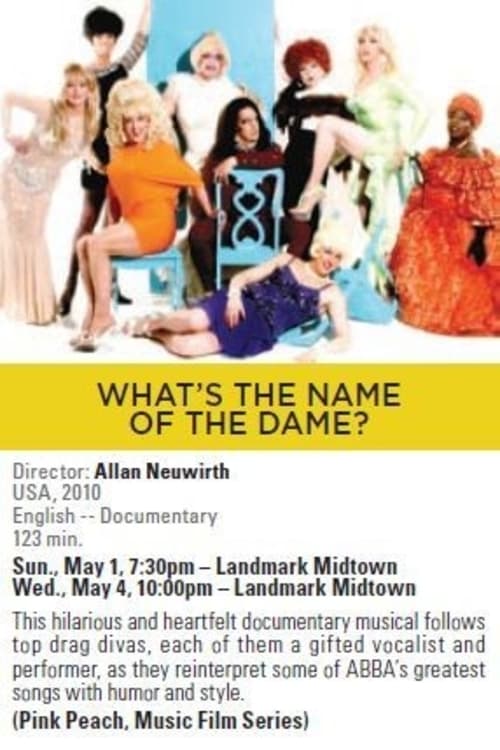 WHAT'S THE NAME
OF THE DAME?
Director: Allan Neuwirth
USA, 2010
English -- Documentary
123 min.
Sun., May 1, 7:30pm – Landmark Midtown
Wed., May 4, 10:00pm – Landmark Midtown
This hilarious and heartfelt documentary musical follows
top drag divas, each of them a gifted vocalist and
performer, as they reinterpret some of ABBA's greatest
songs with humor and style.
(Pink Peach, Music Film Series)